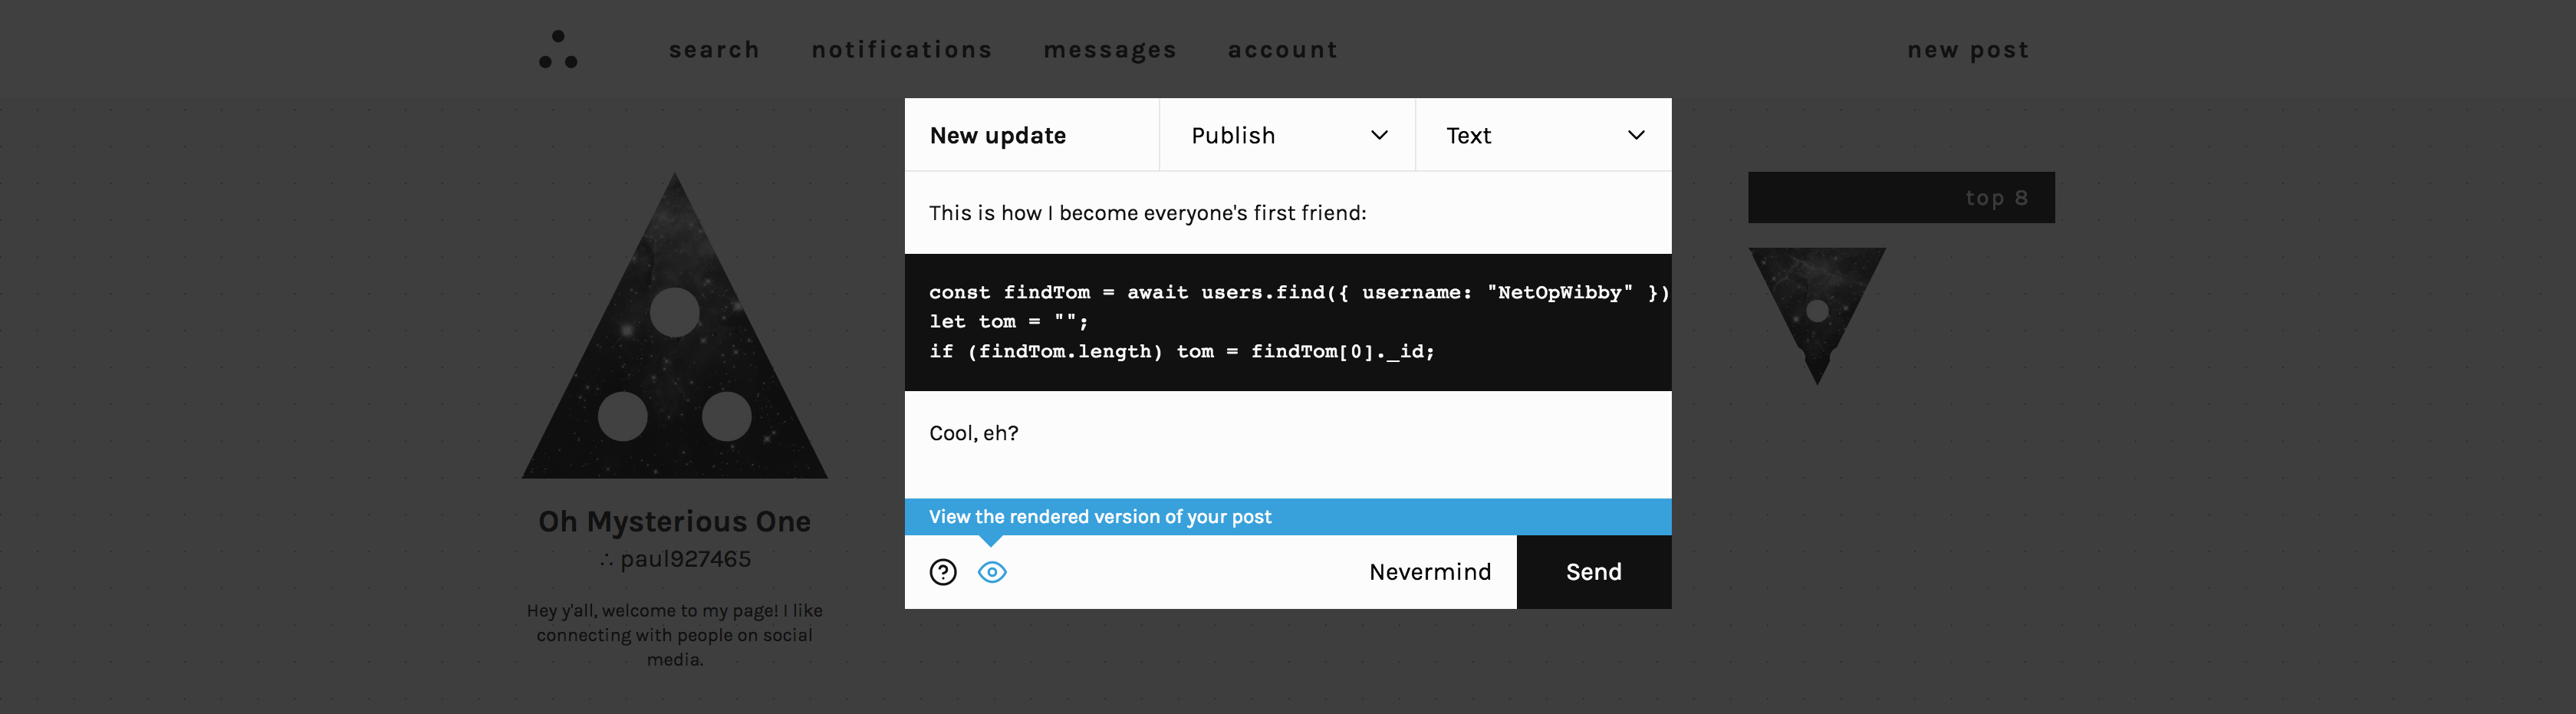 search notifications messages account new post
New update Publish Text
This is how I become everyone's first friend:
const findTom = await users.find({ username: "NetOpWibby" })
let tom = "";
if (findTom.length) tom = findTom[0]._id;
Cool, eh?
View the rendered version of your post
Nevermind Send
Oh Mysterious One
∴ paul927465
Hey y'all, welcome to my page! I like
connecting with people on social
media.
top 8